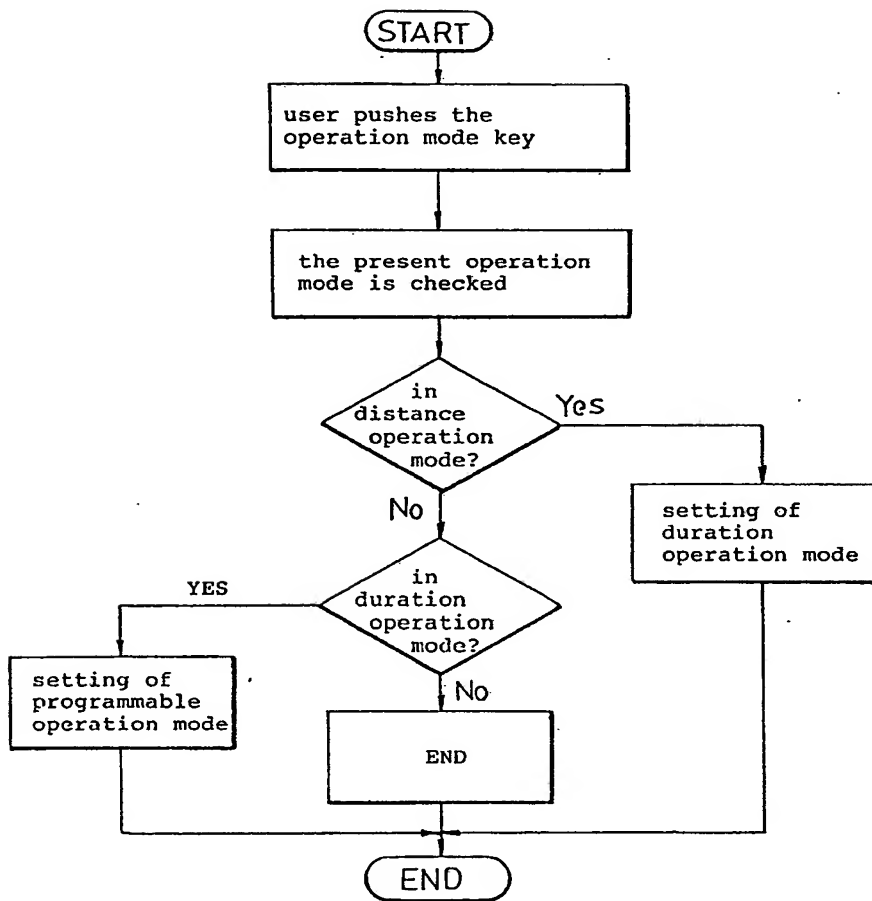 START
user pushes the
operation mode key
the present operation
mode is checked
in
distance
operation
mode?
Yes
No
setting of
duration
operation mode
in
duration
operation
mode?
YES
No
setting of
programmable
operation mode
END
END